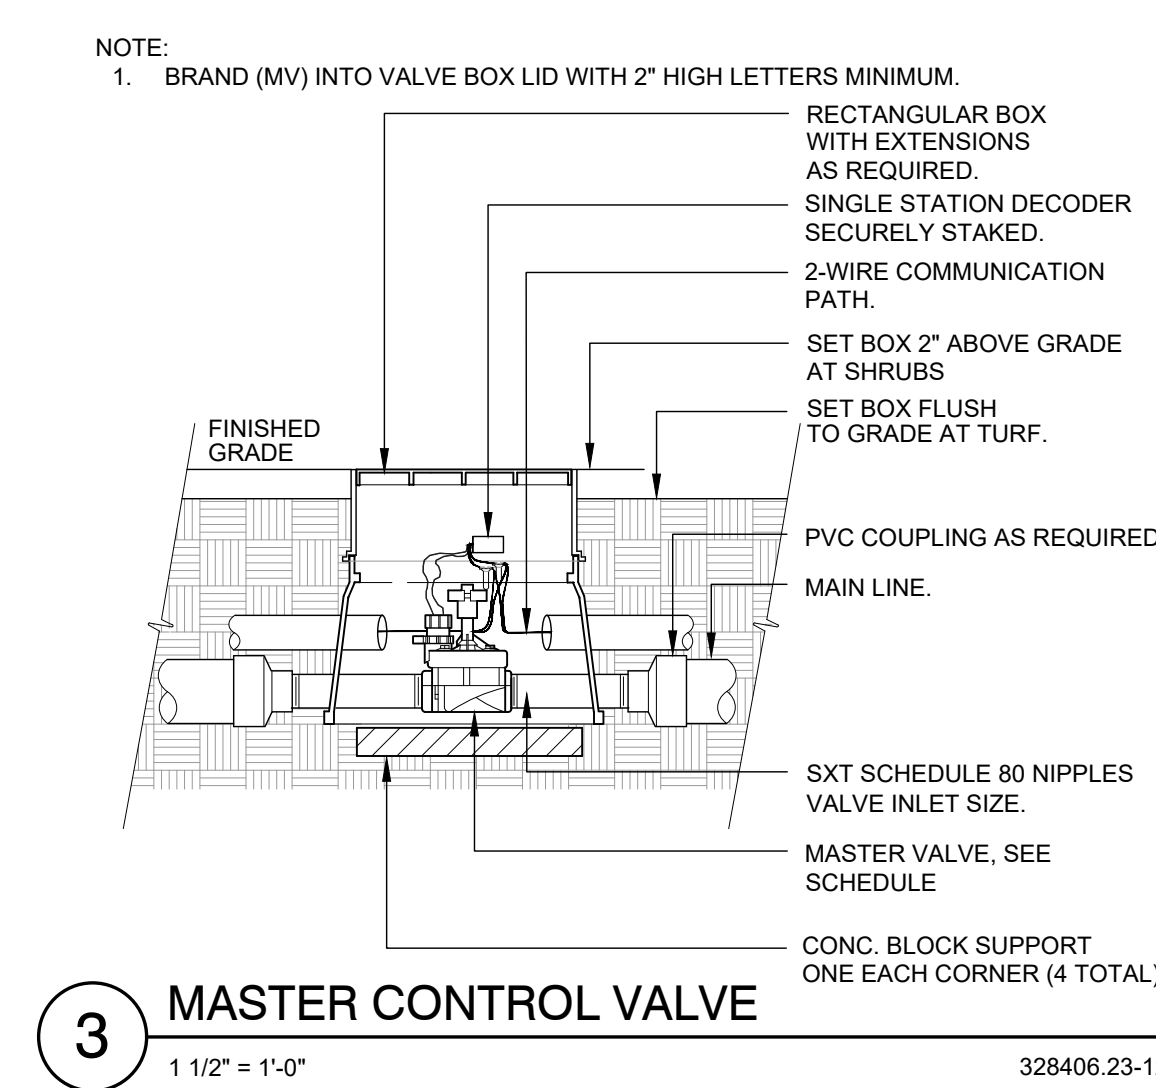 NOTE:
1. BRAND (MV) INTO VALVE BOX LID WITH 2" HIGH LETTERS MINIMUM.
RECTANGULAR BOX
WITH EXTENSIONS
AS REQUIRED.
SINGLE STATION DECODER
SECURELY STAKED.
2-WIRE COMMUNICATION
PATH.
SET BOX 2" ABOVE GRADE
AT SHRUBS
SET BOX FLUSH
TO GRADE AT TURF.
FINISHED
GRADE
PVC COUPLING AS REQUIRED
MAIN LINE.
SXT SCHEDULE 80 NIPPLES
VALVE INLET SIZE.
MASTER VALVE, SEE
SCHEDULE
CONC. BLOCK SUPPORT
ONE EACH CORNER (4 TOTAL)
3 MASTER CONTROL VALVE
1 1/2" = 1'-0"